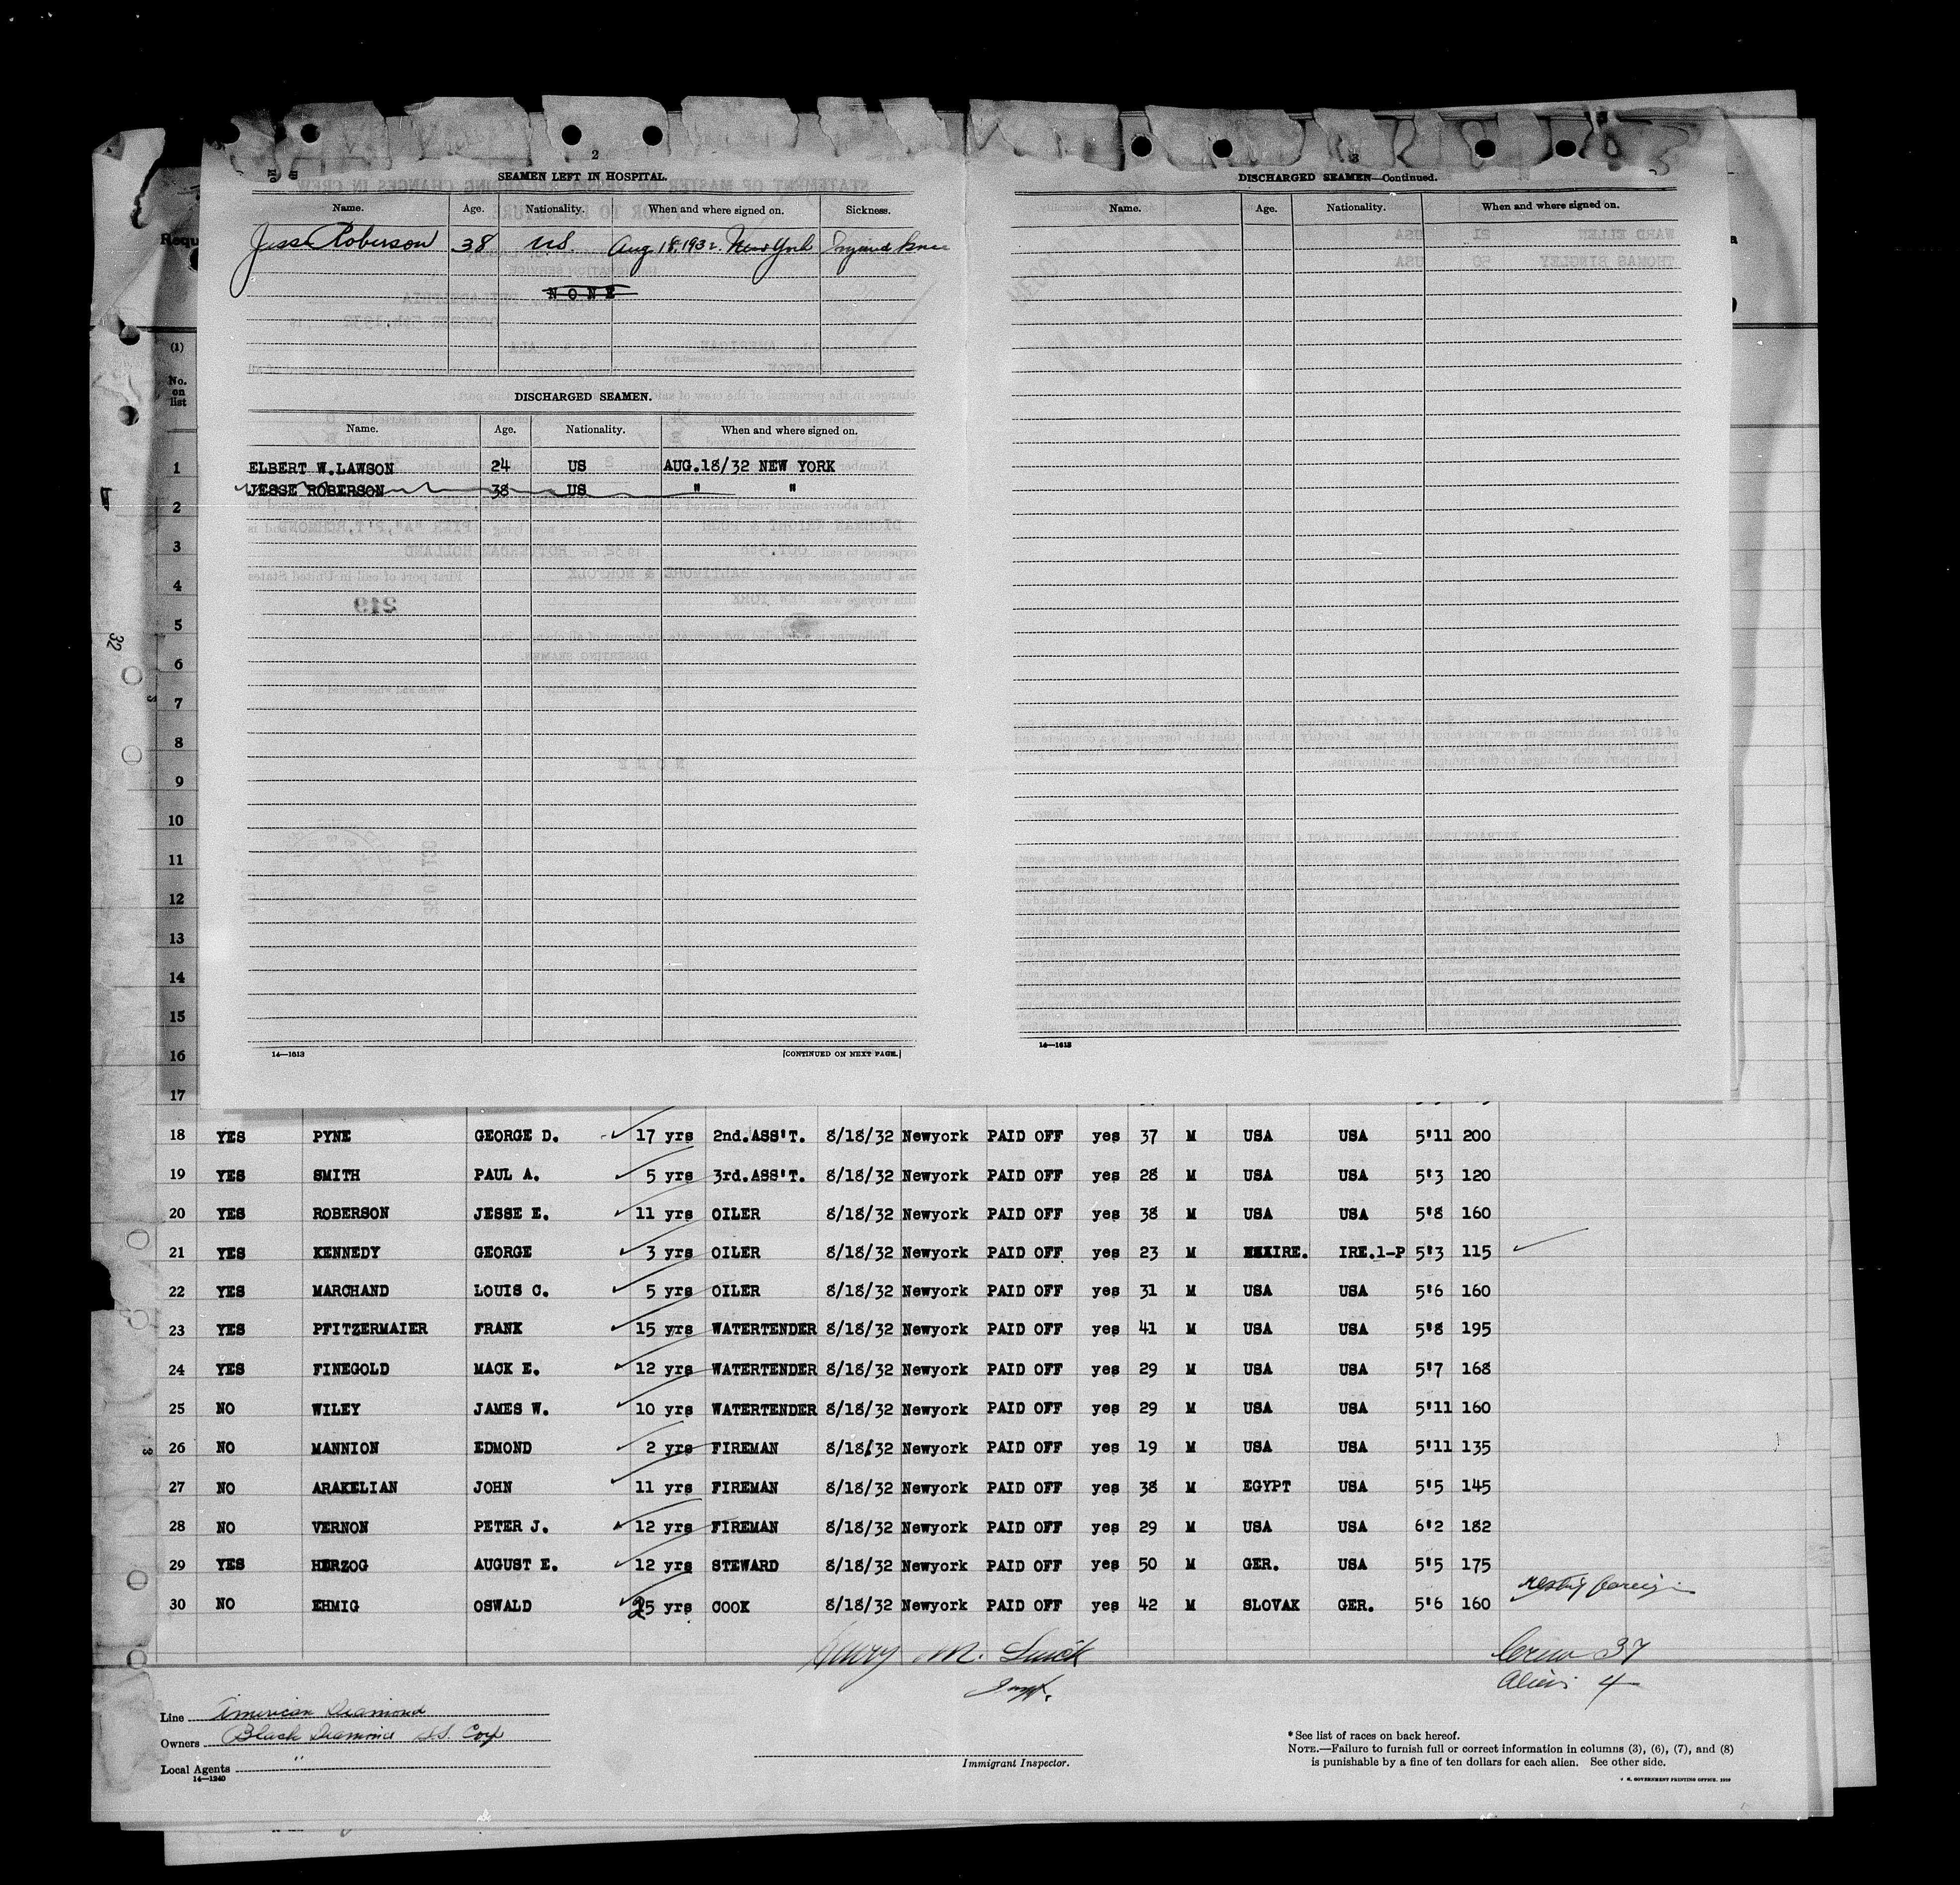 2
SEAMEN LEFT IN HOSPITAL.
Name. Age. Nationality. When and where signed on. Sickness.
Jesse Roberson 38 US Aug 18, 1932. New York Injured knee
NONE
DISCHARGED SEAMEN.
Name. Age. Nationality. When and where signed on.
ELBERT W.LAWSON 24 US AUG.18/32 NEW YORK
JESSE ROBERSON 38 US " "
14—1613 [CONTINUED ON NEXT PAGE.]
3
DISCHARGED SEAMEN—Continued.
Name. Age. Nationality. When and where signed on.
14—1613
Requ
(1)
No.
on
list
1
2
3
4
5
6
7
8
9
10
11
12
13
14
15
16
17
32
18 YES PYNE GEORGE D. 17 yrs 2nd.ASS'T. 8/18/32 Newyork PAID OFF yes 37 M USA USA 5'11 200
19 YES SMITH PAUL A. 5 yrs 3rd.ASS'T. 8/18/32 Newyork PAID OFF yes 28 M USA USA 5'3 120
20 YES ROBERSON JESSE E. 11 yrs OILER 8/18/32 Newyork PAID OFF yes 38 M USA USA 5'8 160
21 YES KENNEDY GEORGE 3 yrs OILER 8/18/32 Newyork PAID OFF yes 23 M IRE. IRE.1-P 5'3 115
22 YES MARCHAND LOUIS C. 5 yrs OILER 8/18/32 Newyork PAID OFF yes 31 M USA USA 5'6 160
23 YES PFITZERMAIER FRANK 15 yrs WATERTENDER 8/18/32 Newyork PAID OFF yes 41 M USA USA 5'8 195
24 YES FINEGOLD MACK E. 12 yrs WATERTENDER 8/18/32 Newyork PAID OFF yes 29 M USA USA 5'7 168
25 NO WILEY JAMES W. 10 yrs WATERTENDER 8/18/32 Newyork PAID OFF yes 29 M USA USA 5'11 160
26 NO MANNION EDMOND 2 yrs FIREMAN 8/18/32 Newyork PAID OFF yes 19 M USA USA 5'11 135
27 NO ARAKELIAN JOHN 11 yrs FIREMAN 8/18/32 Newyork PAID OFF yes 38 M EGYPT USA 5'5 145
28 NO VERNON PETER J. 12 yrs FIREMAN 8/18/32 Newyork PAID OFF yes 29 M USA USA 6'2 182
29 YES HERZOG AUGUST E. 12 yrs STEWARD 8/18/32 Newyork PAID OFF yes 50 M GER. USA 5'5 175
30 NO EHMIG OSWALD 25 yrs COOK 8/18/32 Newyork PAID OFF yes 42 M SLOVAK GER. 5'6 160
Crew 37
Aliens 4
Line American Diamond
Owners Black Diamond SS. Corp
Local Agents "
14—1240
Immigrant Inspector.
* See list of races on back hereof.
NOTE.—Failure to furnish full or correct information in columns (3), (6), (7), and (8)
is punishable by a fine of ten dollars for each alien. See other side.